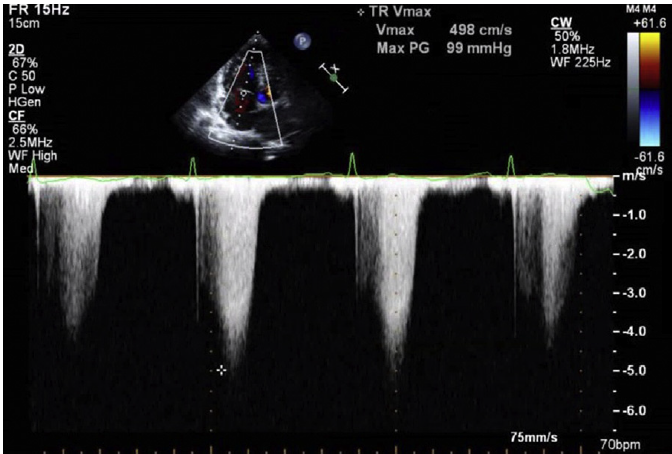 FR 15Hz
15cm
2D
67%
C 50
P Low
HGen
CF
66%
2.5MHz
WF High
Med
TR Vmax
Vmax 498 cm/s
Max PG 99 mmHg
P
X
CW
50%
1.8MHz
WF 225Hz
M4 M4
+61.6
-61.6
cm/s
m/s
-1.0
-2.0
-3.0
-4.0
-5.0
-6.0
75mm/s
70bpm